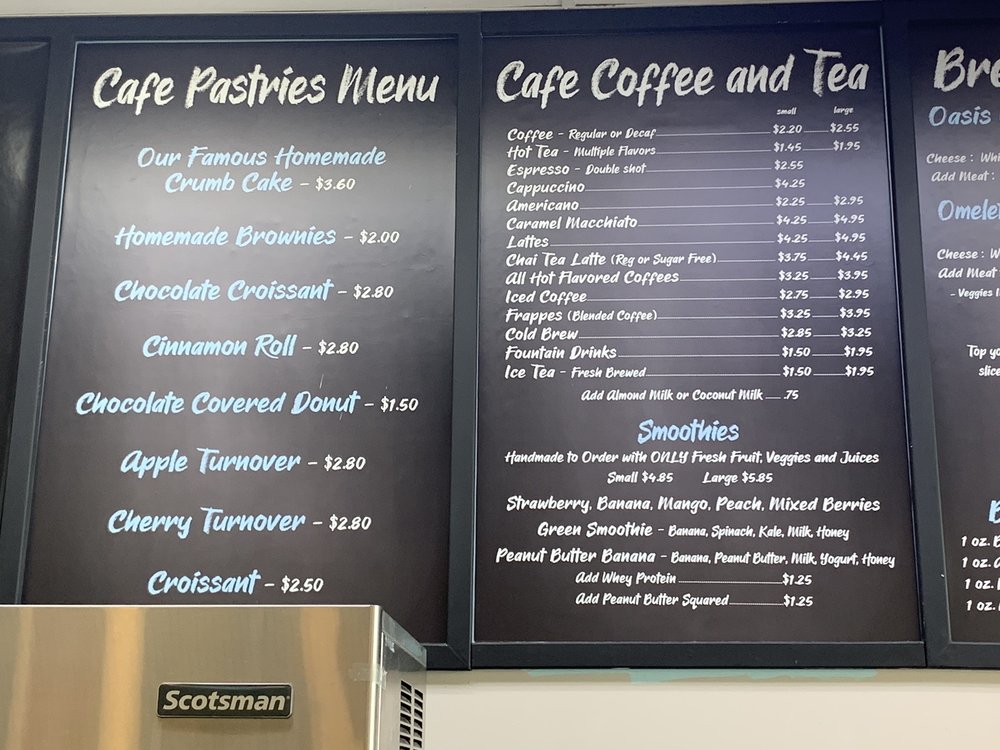 Cafe Pastries Menu
Our Famous Homemade
Crumb Cake - $3.60
Homemade Brownies - $2.00
Chocolate Croissant - $2.80
Cinnamon Roll - $2.80
Chocolate Covered Donut - $1.50
Apple Turnover - $2.80
Cherry Turnover - $2.80
Croissant - $2.50
Scotsman
Cafe Coffee and Tea
small large
Coffee - Regular or Decaf $2.20 $2.55
Hot Tea - Multiple Flavors $1.45 $1.95
Espresso - Double shot $2.55
Cappuccino $4.25
Americano $2.25 $2.95
Caramel Macchiato $4.25 $4.95
Lattes $4.25 $4.95
Chai Tea Latte (Reg or Sugar Free) $3.75 $4.45
All Hot Flavored Coffees $3.25 $3.95
Iced Coffee $2.75 $2.95
Frappes (Blended Coffee) $3.25 $3.95
Cold Brew $2.85 $3.25
Fountain Drinks $1.50 $1.95
Ice Tea - Fresh Brewed $1.50 $1.95
Add Almond Milk or Coconut Milk .75
Smoothies
Handmade to Order with ONLY Fresh Fruit, Veggies and Juices
Small $4.85 Large $5.85
Strawberry, Banana, Mango, Peach, Mixed Berries
Green Smoothie - Banana, Spinach, Kale, Milk, Honey
Peanut Butter Banana - Banana, Peanut Butter, Milk, Yogurt, Honey
Add Whey Protein $1.25
Add Peanut Butter Squared $1.25
Bre
Oasis
Cheese: Whi
Add Meat:
Omele
Cheese: W
Add Meat
- Veggies
Top yo
slice
B
1 oz. B
1 oz.
1 oz.
1 oz.